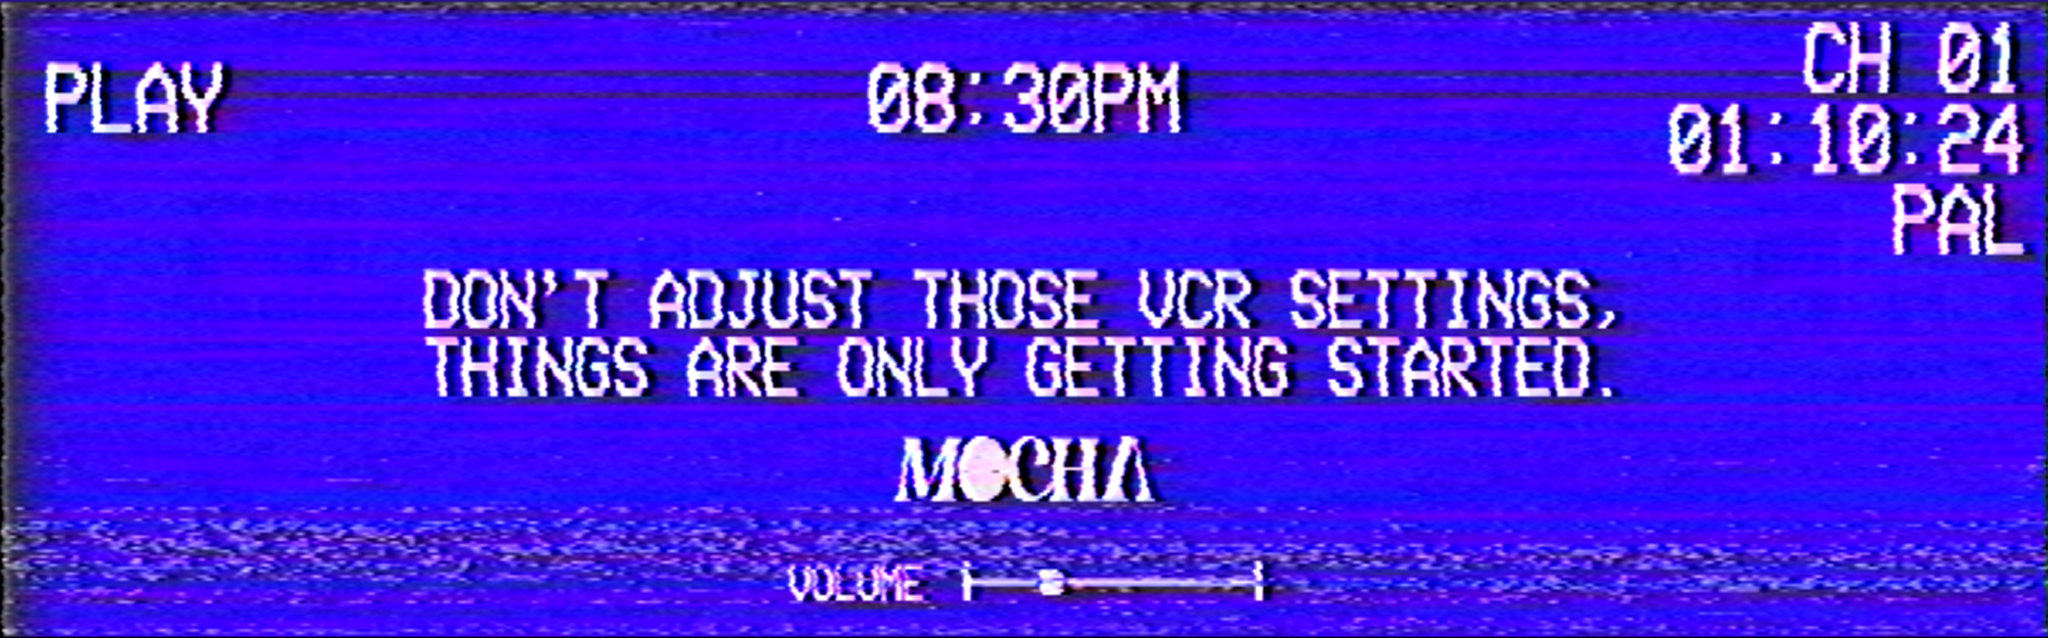 PLAY
08:30PM
CH 01
01:10:24
PAL
DON'T ADJUST THOSE VCR SETTINGS,
THINGS ARE ONLY GETTING STARTED.
MOCHA
VOLUME